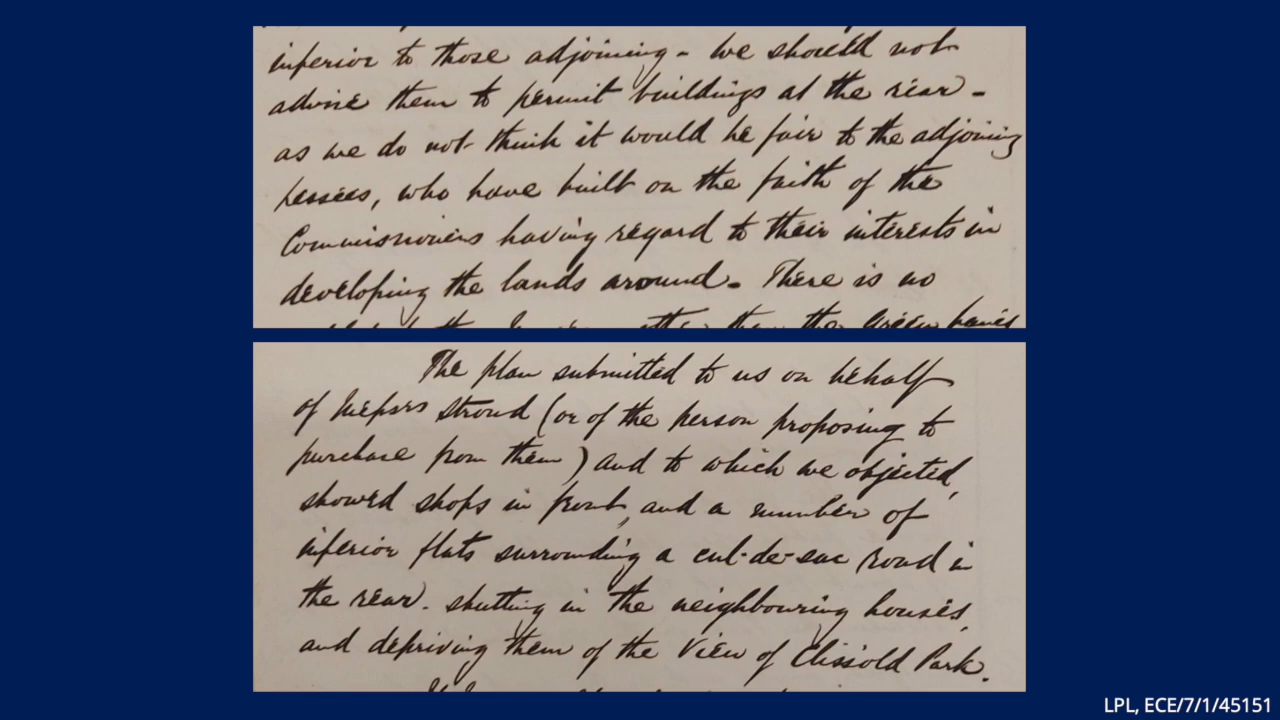 inferior to those adjoining - We should not
advise them to permit buildings at the rear -
as we do not think it would be fair to the adjoining
lessees, who have built on the faith of the
Commissioners having regard to their interests in
developing the lands around. There is no
other than the Green lanes
The plan submitted to us on behalf
of Messrs Stroud (or of the person proposing to
purchase from them) and to which we objected,
showed shops in front, and a number of
inferior flats surrounding a cul-de-sac road in
the rear. shutting in the neighbouring houses,
and depriving them of the View of Clissold Park.
LPL, ECE/7/1/45151